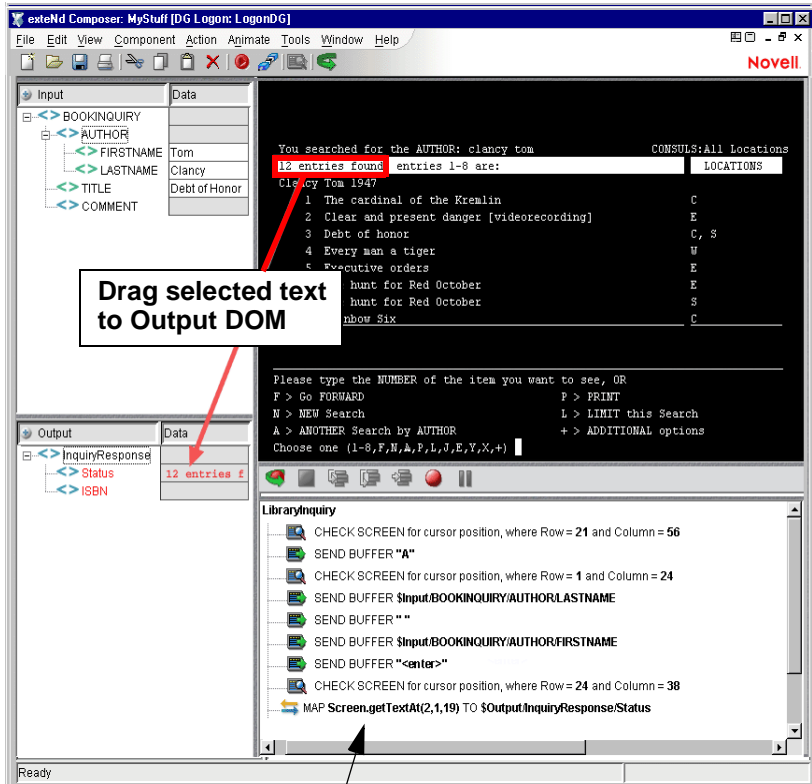 exteNd Composer: MyStuff [DG Logon: LogonDG]
File Edit View Component Action Animate Tools Window Help
Novell.
Input Data
BOOKINQUIRY
AUTHOR
FIRSTNAME Tom
LASTNAME Clancy
TITLE Debt of Honor
COMMENT
You searched for the AUTHOR: clancy tom CONSULS:All Locations
12 entries found, entries 1-8 are: LOCATIONS
Clancy Tom 1947
1 The cardinal of the Kremlin C
2 Clear and present danger [videorecording] E
3 Debt of honor C, S
4 Every man a tiger W
5 Executive orders E
hunt for Red October E
hunt for Red October S
nbow Six C
Drag selected text
to Output DOM
Please type the NUMBER of the item you want to see, OR
F > Go FORWARD P > PRINT
N > NEW Search L > LIMIT this Search
A > ANOTHER Search by AUTHOR + > ADDITIONAL options
Choose one (1-8,F,N,A,P,L,J,E,Y,X,+)
Output Data
InquiryResponse
Status 12 entries f
ISBN
LibraryInquiry
CHECK SCREEN for cursor position, where Row = 21 and Column = 56
SEND BUFFER "A"
CHECK SCREEN for cursor position, where Row = 1 and Column = 24
SEND BUFFER $Input/BOOKINQUIRY/AUTHOR/LASTNAME
SEND BUFFER " "
SEND BUFFER $Input/BOOKINQUIRY/AUTHOR/FIRSTNAME
SEND BUFFER "<enter>"
CHECK SCREEN for cursor position, where Row = 24 and Column = 38
MAP Screen.getTextAt(2,1,19) TO $Output/InquiryResponse/Status
Ready